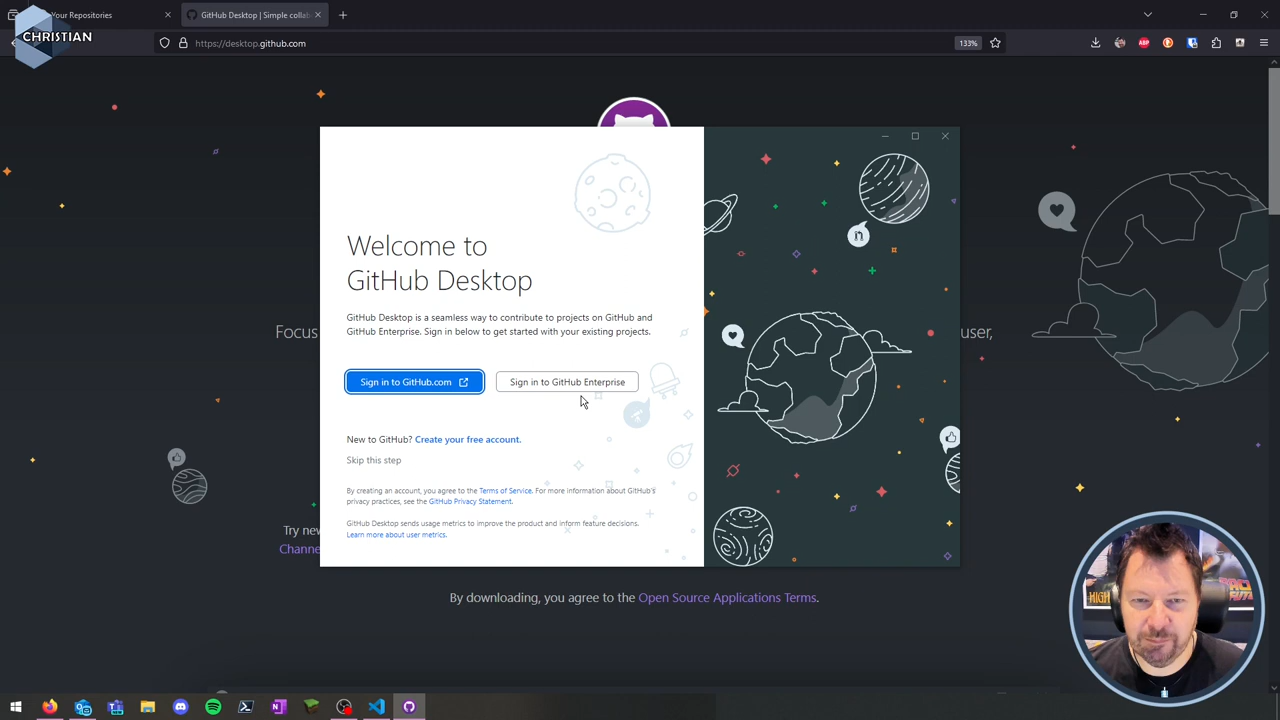 Your Repositories
GitHub Desktop | Simple collab
CHRISTIAN
https://desktop.github.com
133%
ABP
Welcome to
GitHub Desktop
GitHub Desktop is a seamless way to contribute to projects on GitHub and
GitHub Enterprise. Sign in below to get started with your existing projects.
Focus
user,
Sign in to GitHub.com
Sign in to GitHub Enterprise
New to GitHub? Create your free account.
Skip this step
By creating an account, you agree to the Terms of Service. For more information about GitHub's
privacy practices, see the GitHub Privacy Statement.
GitHub Desktop sends usage metrics to improve the product and inform feature decisions.
Learn more about user metrics.
Try new
Channe
By downloading, you agree to the Open Source Applications Terms.
HIGH